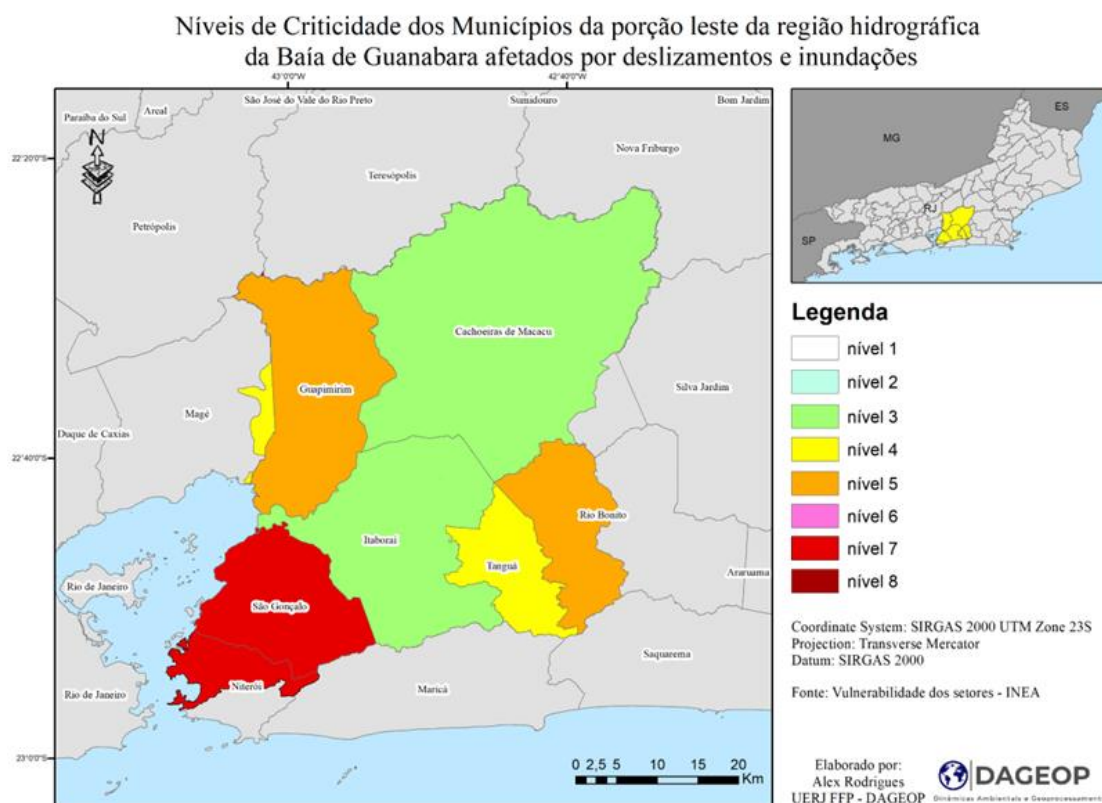 Níveis de Criticidade dos Municípios da porção leste da região hidrográfica
da Baía de Guanabara afetados por deslizamentos e inundações
43°0'0"W
42°40'0"W
São José do Vale do Rio Preto
Sumidouro
Bom Jardim
Paraíba do Sul
Areal
N
Nova Friburgo
22°20'0"S
Teresópolis
Petrópolis
Cachoeiras de Macacu
Guapimirim
Silva Jardim
Magé
Duque de Caxias
22°40'0"S
Rio Bonito
Itaboraí
Tanguá
Araruama
Rio de Janeiro
São Gonçalo
Saquarema
Niterói
Maricá
Rio de Janeiro
23°0'0"S
0 2,5 5 10 15 20
Km
ES
MG
RJ
SP
Legenda
nível 1
nível 2
nível 3
nível 4
nível 5
nível 6
nível 7
nível 8
Coordinate System: SIRGAS 2000 UTM Zone 23S
Projection: Transverse Mercator
Datum: SIRGAS 2000
Fonte: Vulnerabilidade dos setores - INEA
Elaborado por:
Alex Rodrigues
UERJ FFP - DAGEOP
DAGEOP
Dinâmicas Ambientais e Geoprocessamento